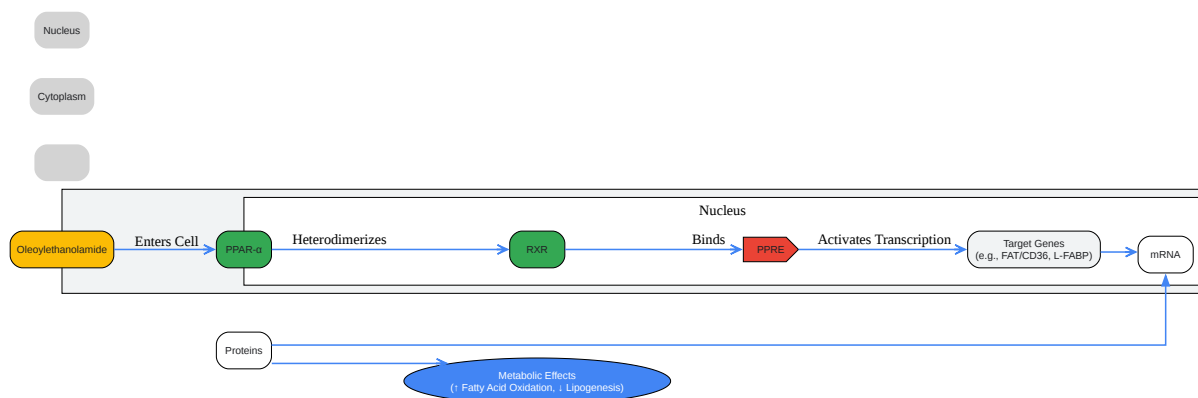 Nucleus
Cytoplasm
Nucleus
Oleoylethanolamide
Enters Cell
PPAR-α
Heterodimerizes
RXR
Binds
PPRE
Activates Transcription
Target Genes
(e.g., FAT/CD36, L-FABP)
mRNA
Proteins
Metabolic Effects
(↑ Fatty Acid Oxidation, ↓ Lipogenesis)